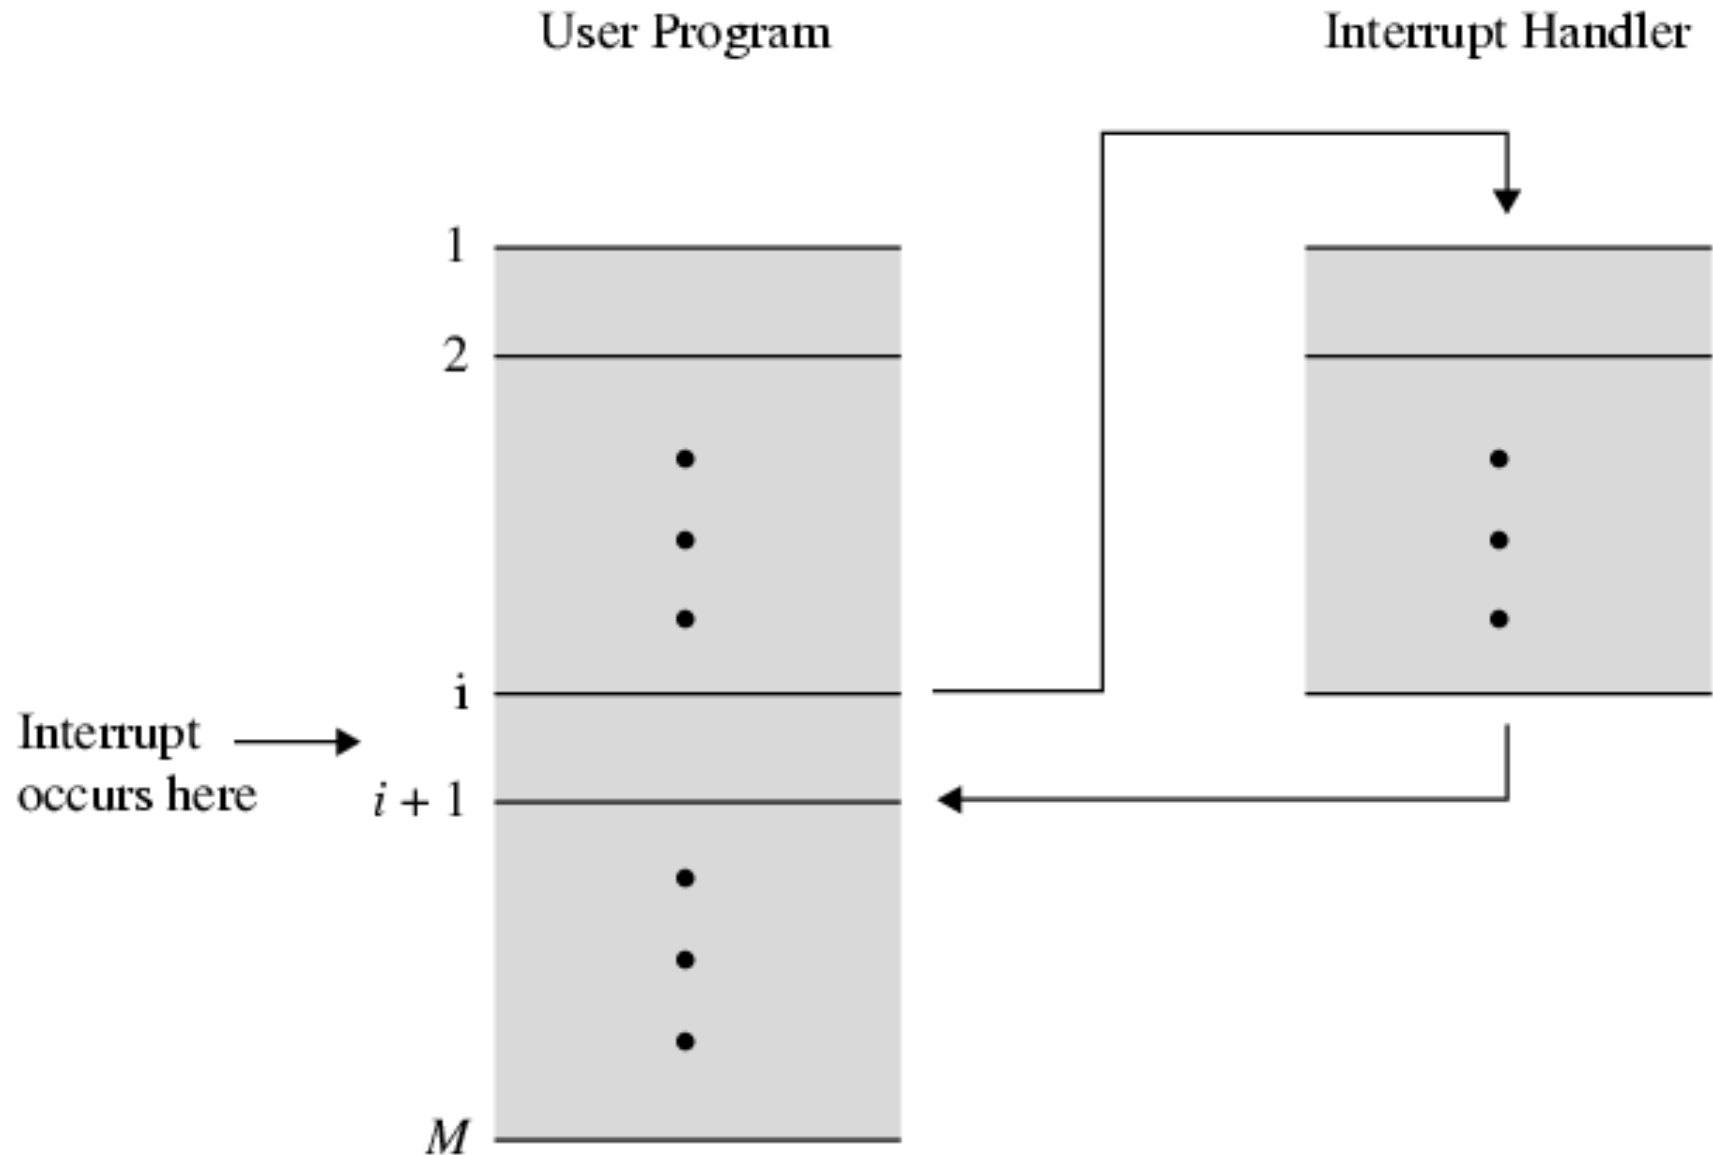 User Program
Interrupt Handler
1
2
i
Interrupt
occurs here
i + 1
M